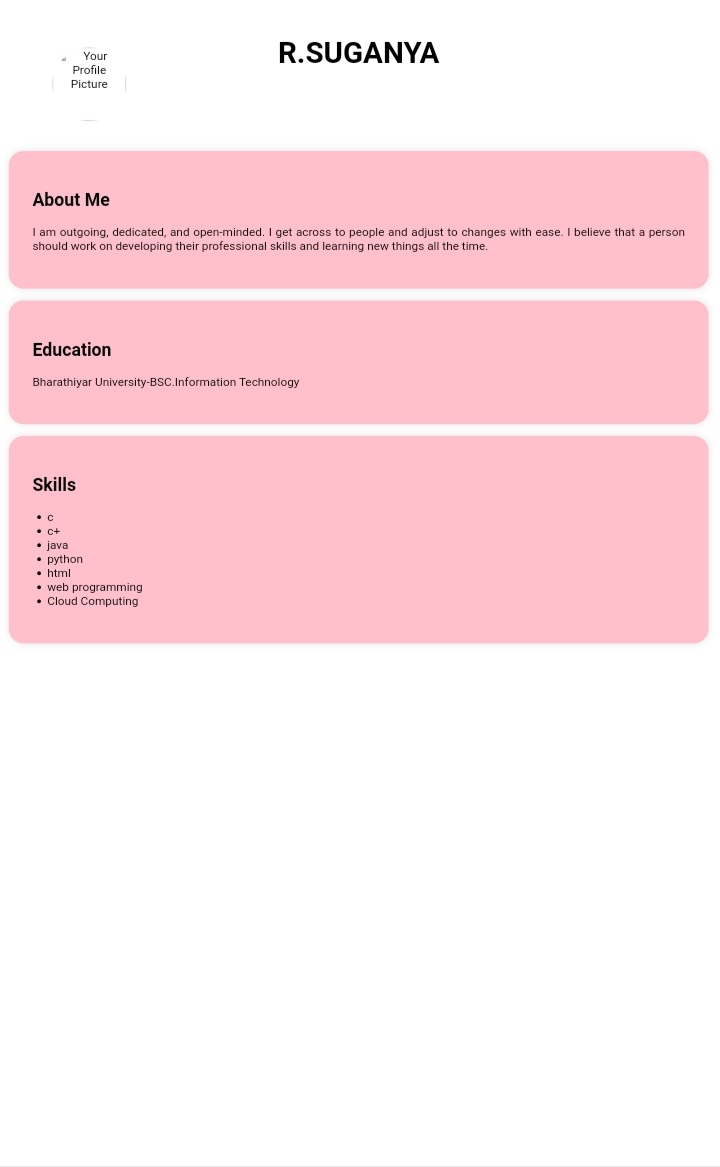 Your
Profile
Picture
R.SUGANYA
About Me
I am outgoing, dedicated, and open-minded. I get across to people and adjust to changes with ease. I believe that a person
should work on developing their professional skills and learning new things all the time.
Education
Bharathiyar University-BSC.Information Technology
Skills
• c
• c+
• java
• python
• html
• web programming
• Cloud Computing